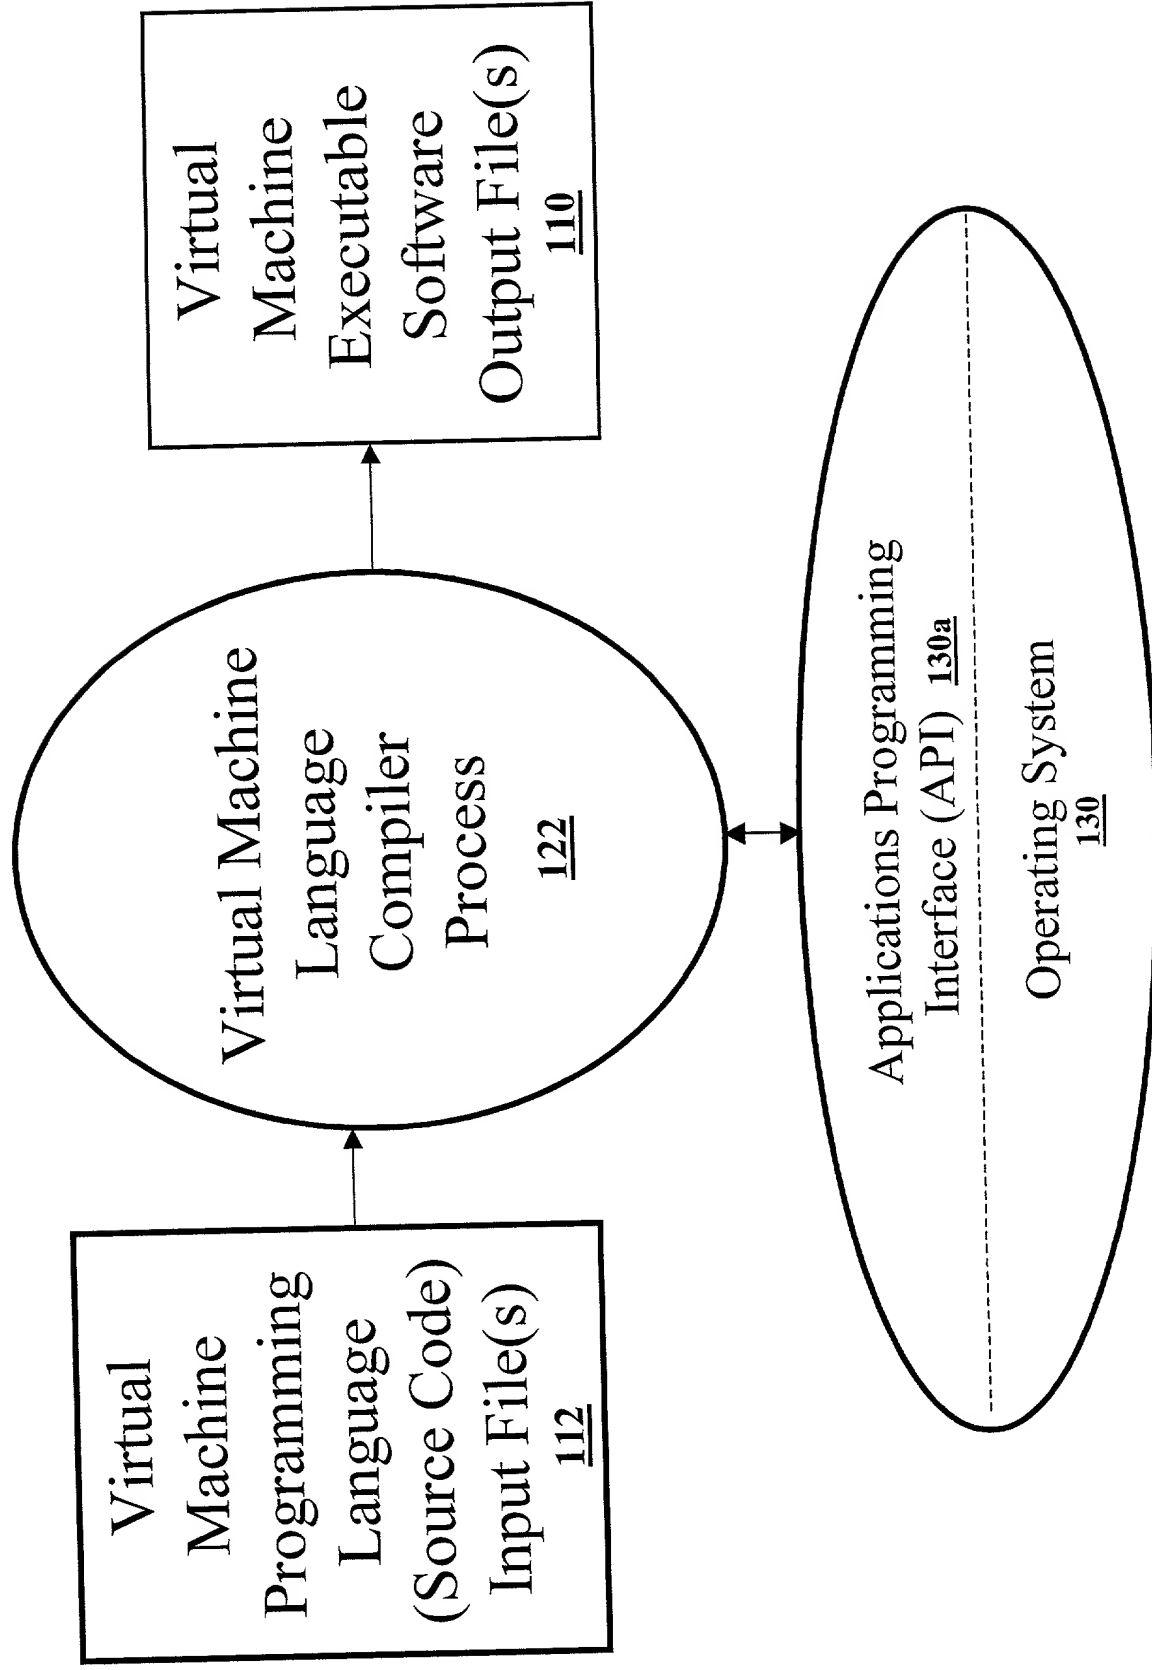 Virtual
Machine
Programming
Language
(Source Code)
Input File(s)
112
Virtual Machine
Language
Compiler
Process
122
Virtual
Machine
Executable
Software
Output File(s)
110
Applications Programming
Interface (API) 130a
Operating System
130